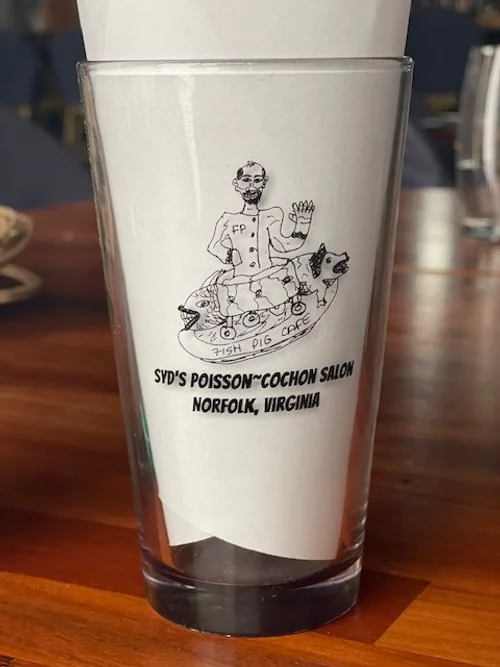 FP
FISH PIG CAFE
SYD'S POISSON~COCHON SALON
NORFOLK, VIRGINIA